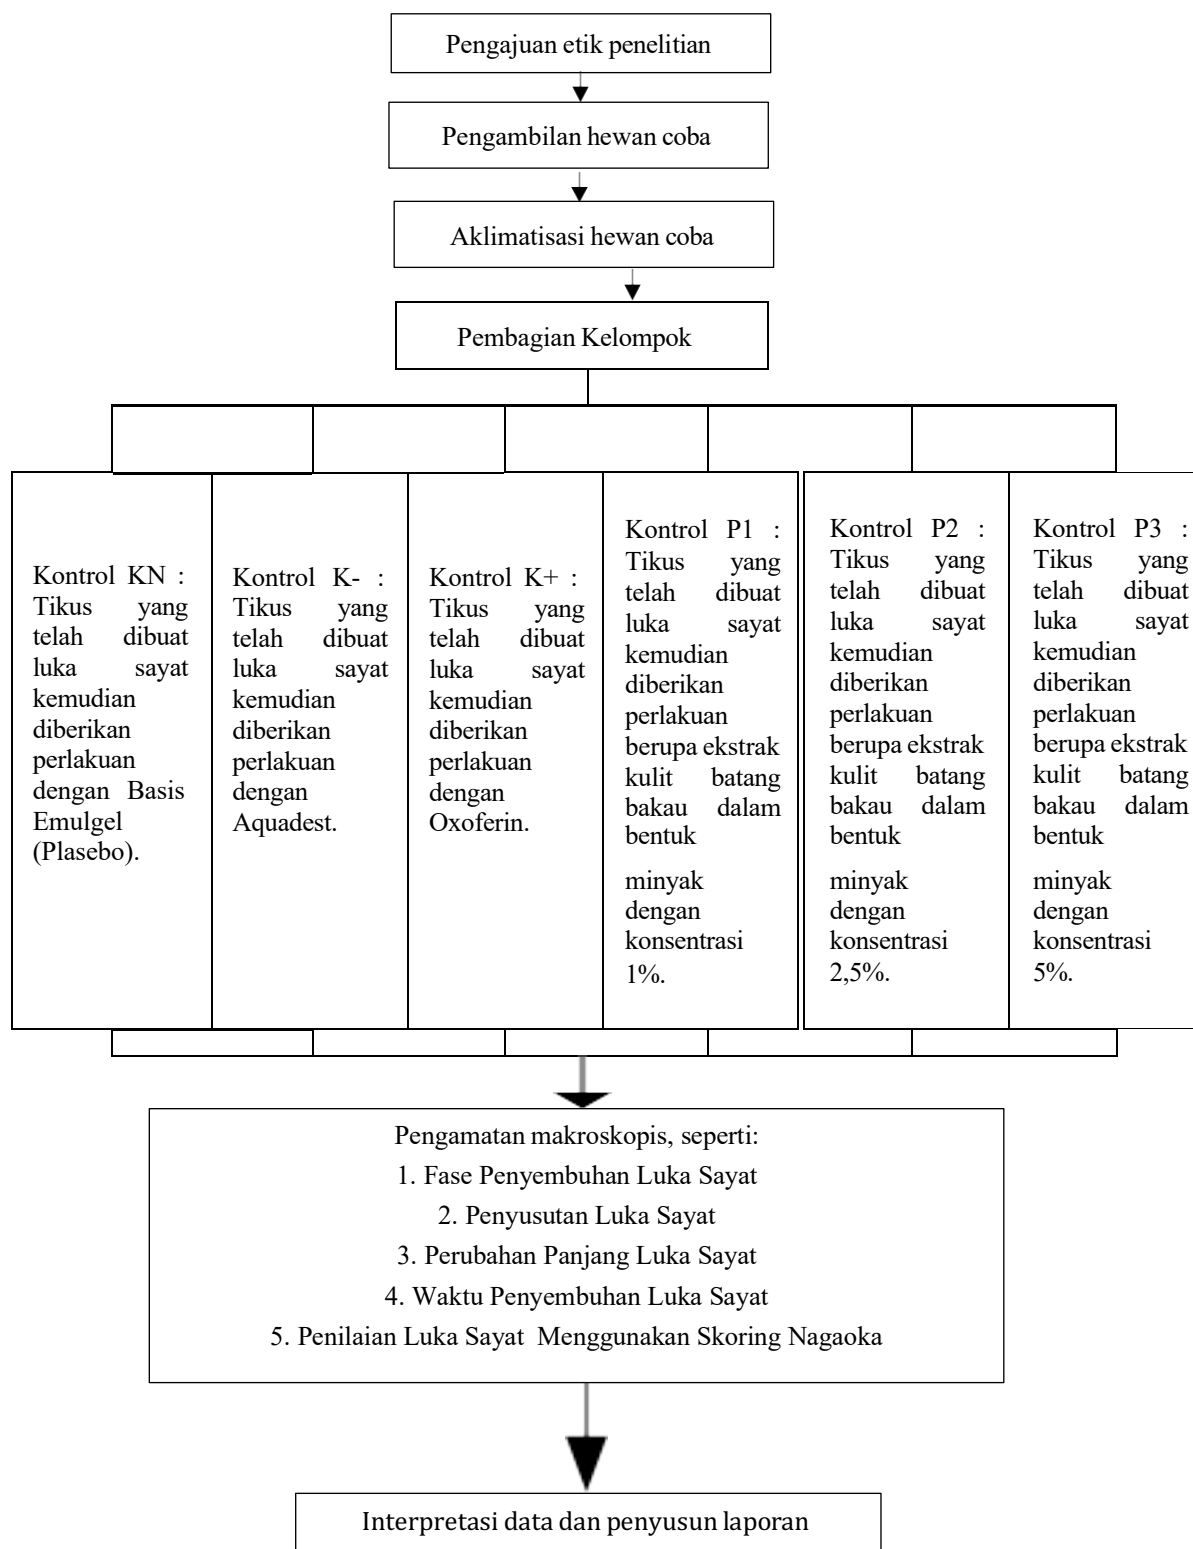 Pengajuan etik penelitian
Pengambilan hewan coba
Aklimatisasi hewan coba
Pembagian Kelompok
Kontrol KN :
Tikus yang
telah dibuat
luka sayat
kemudian
diberikan
perlakuan
dengan Basis
Emulgel
(Plasebo).
Kontrol K- :
Tikus yang
telah dibuat
luka sayat
kemudian
diberikan
perlakuan
dengan
Aquadest.
Kontrol K+ :
Tikus yang
telah dibuat
luka sayat
kemudian
diberikan
perlakuan
dengan
Oxoferin.
Kontrol P1 :
Tikus yang
telah dibuat
luka sayat
kemudian
diberikan
perlakuan
berupa ekstrak
kulit batang
bakau dalam
bentuk
minyak
dengan
konsentrasi
1%.
Kontrol P2 :
Tikus yang
telah dibuat
luka sayat
kemudian
diberikan
perlakuan
berupa ekstrak
kulit batang
bakau dalam
bentuk
minyak
dengan
konsentrasi
2,5%.
Kontrol P3 :
Tikus yang
telah dibuat
luka sayat
kemudian
diberikan
perlakuan
berupa ekstrak
kulit batang
bakau dalam
bentuk
minyak
dengan
konsentrasi
5%.
Pengamatan makroskopis, seperti:
1. Fase Penyembuhan Luka Sayat
2. Penyusutan Luka Sayat
3. Perubahan Panjang Luka Sayat
4. Waktu Penyembuhan Luka Sayat
5. Penilaian Luka Sayat Menggunakan Skoring Nagaoka
Interpretasi data dan penyusun laporan